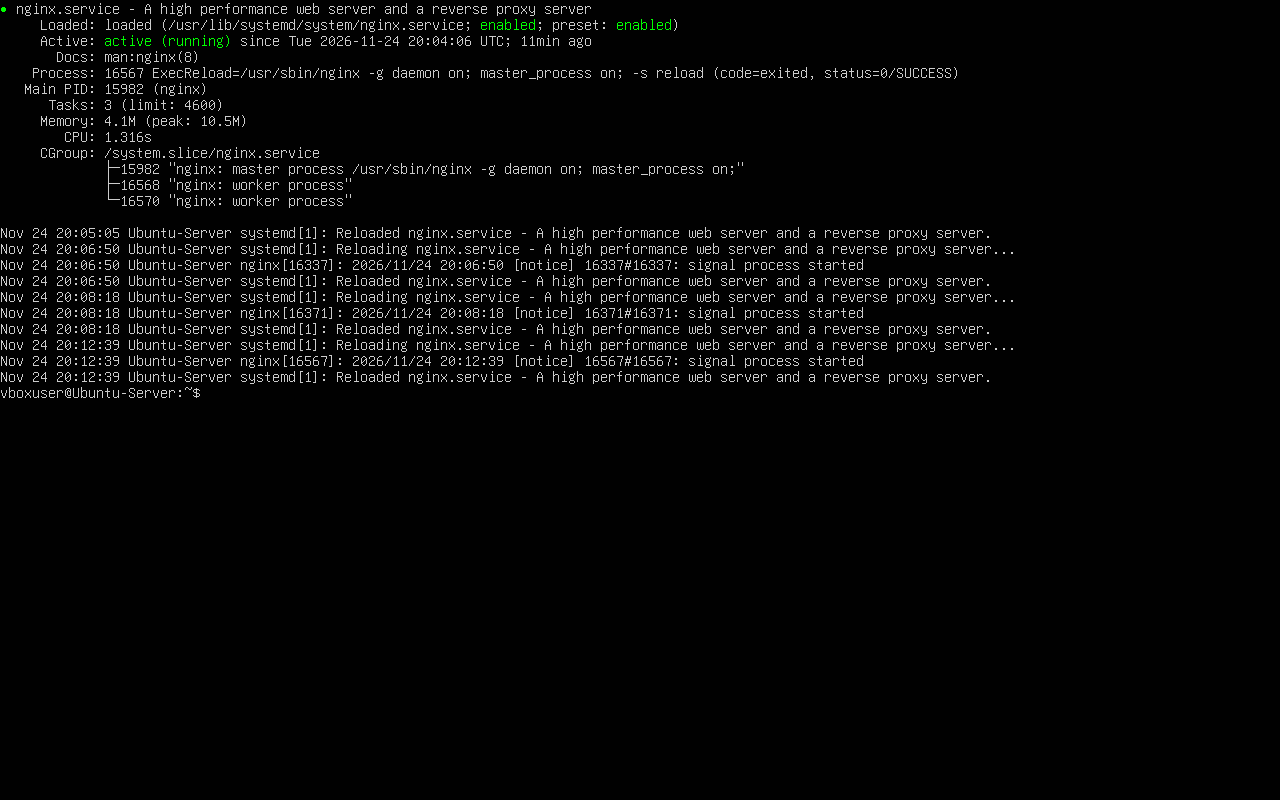 ● nginx.service - A high performance web server and a reverse proxy server
     Loaded: loaded (/usr/lib/systemd/system/nginx.service; enabled; preset: enabled)
     Active: active (running) since Tue 2026-11-24 20:04:06 UTC; 11min ago
       Docs: man:nginx(8)
    Process: 16567 ExecReload=/usr/sbin/nginx -g daemon on; master_process on; -s reload (code=exited, status=0/SUCCESS)
   Main PID: 15982 (nginx)
      Tasks: 3 (limit: 4600)
     Memory: 4.1M (peak: 10.5M)
        CPU: 1.316s
     CGroup: /system.slice/nginx.service
             ├─15982 "nginx: master process /usr/sbin/nginx -g daemon on; master_process on;"
             ├─16568 "nginx: worker process"
             └─16570 "nginx: worker process"

Nov 24 20:05:05 Ubuntu-Server systemd[1]: Reloaded nginx.service - A high performance web server and a reverse proxy server.
Nov 24 20:06:50 Ubuntu-Server systemd[1]: Reloading nginx.service - A high performance web server and a reverse proxy server...
Nov 24 20:06:50 Ubuntu-Server nginx[16337]: 2026/11/24 20:06:50 [notice] 16337#16337: signal process started
Nov 24 20:06:50 Ubuntu-Server systemd[1]: Reloaded nginx.service - A high performance web server and a reverse proxy server.
Nov 24 20:08:18 Ubuntu-Server systemd[1]: Reloading nginx.service - A high performance web server and a reverse proxy server...
Nov 24 20:08:18 Ubuntu-Server nginx[16371]: 2026/11/24 20:08:18 [notice] 16371#16371: signal process started
Nov 24 20:08:18 Ubuntu-Server systemd[1]: Reloaded nginx.service - A high performance web server and a reverse proxy server.
Nov 24 20:12:39 Ubuntu-Server systemd[1]: Reloading nginx.service - A high performance web server and a reverse proxy server...
Nov 24 20:12:39 Ubuntu-Server nginx[16567]: 2026/11/24 20:12:39 [notice] 16567#16567: signal process started
Nov 24 20:12:39 Ubuntu-Server systemd[1]: Reloaded nginx.service - A high performance web server and a reverse proxy server.
vboxuser@Ubuntu-Server:~$